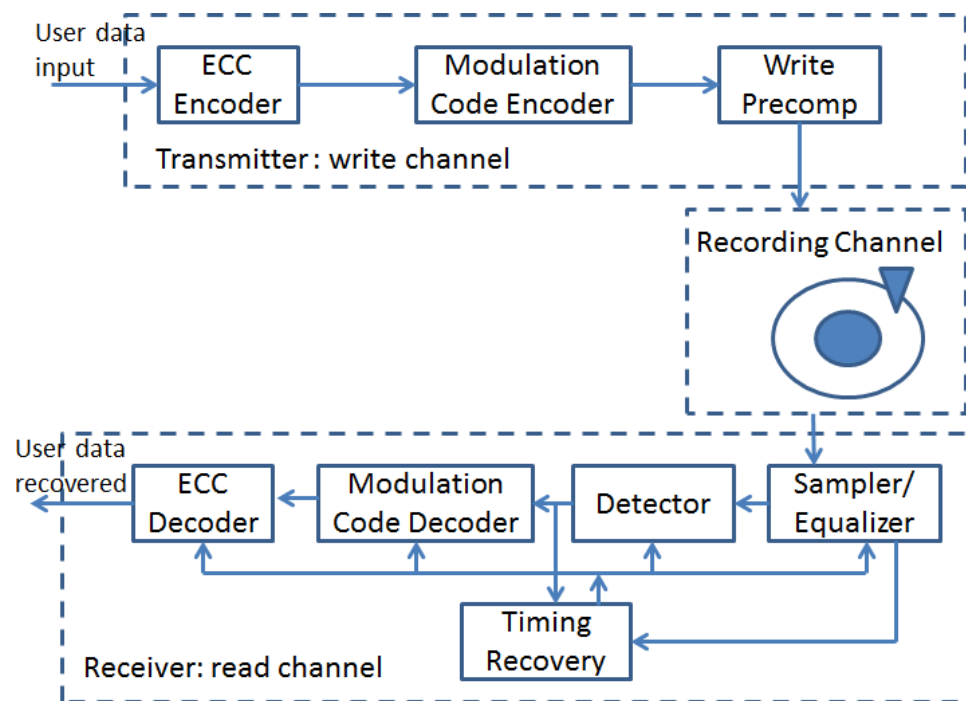 User data
input
ECC
Encoder
Modulation
Code Encoder
Write
Precomp
Transmitter : write channel
Recording Channel
User data
recovered
ECC
Decoder
Modulation
Code Decoder
Detector
Sampler/
Equalizer
Timing
Recovery
Receiver: read channel